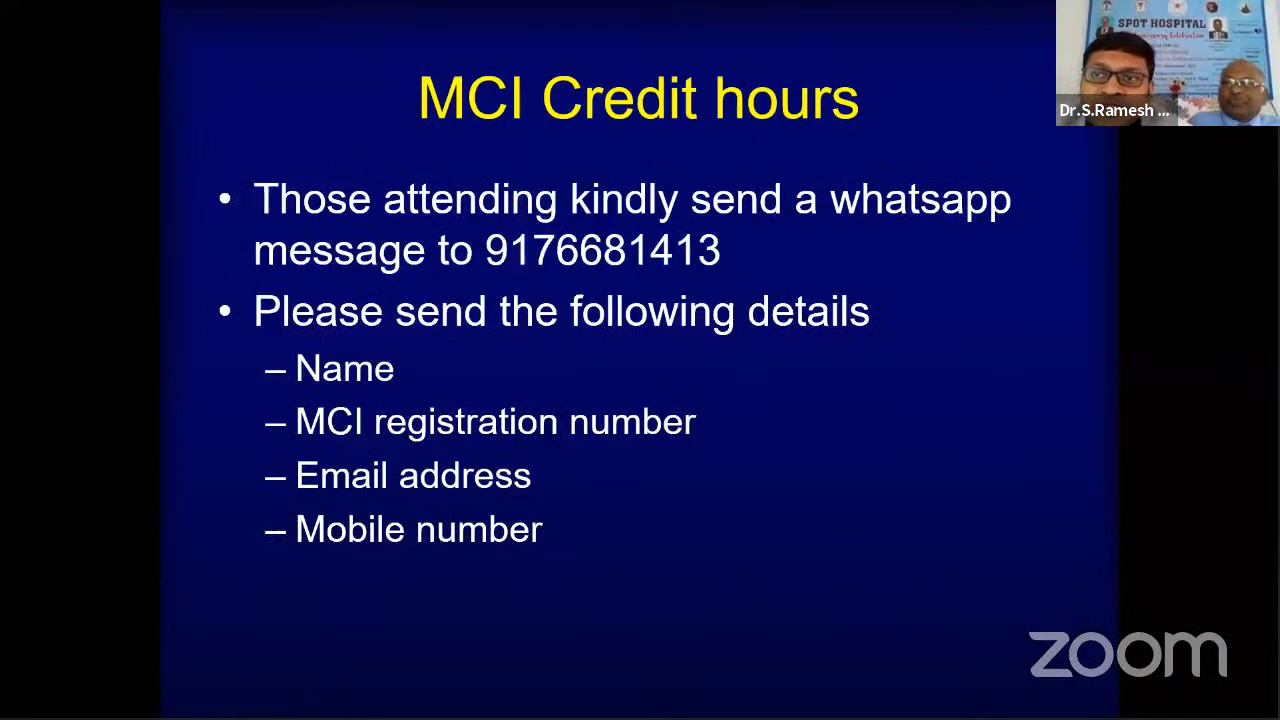 MCI Credit hours
• Those attending kindly send a whatsapp
message to 9176681413
• Please send the following details
– Name
– MCI registration number
– Email address
– Mobile number
SPOT HOSPITAL
Dr.S.Ramesh ...
zoom